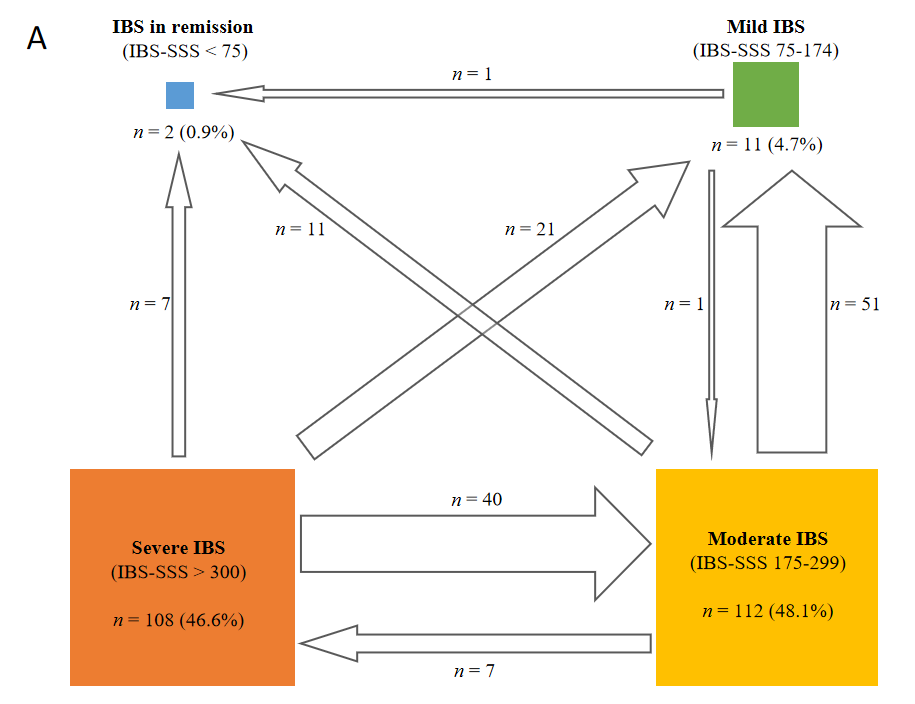 A
IBS in remission
(IBS-SSS < 75)
Mild IBS
(IBS-SSS 75-174)
n = 1
n = 2 (0.9%)
n = 11 (4.7%)
n = 11
n = 21
n = 7
n = 1
n = 51
n = 40
Severe IBS
(IBS-SSS > 300)
n = 108 (46.6%)
Moderate IBS
(IBS-SSS 175-299)
n = 112 (48.1%)
n = 7